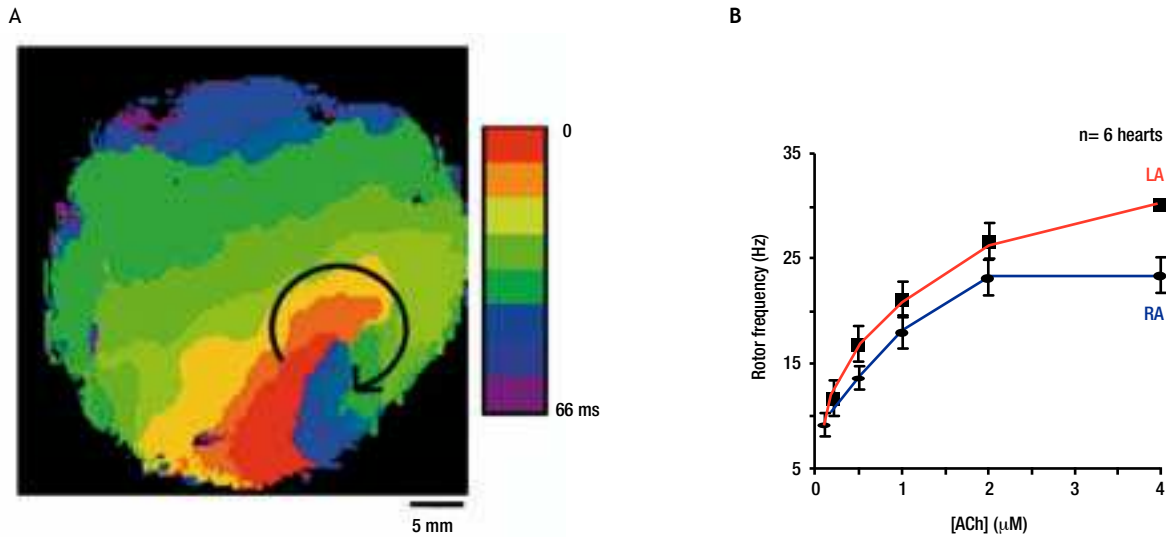 A
0
66 ms
5 mm
B
n= 6 hearts
35
25
15
5
Rotor frequency (Hz)
LA
RA
0 1 2 3 4
[ACh] (μM)